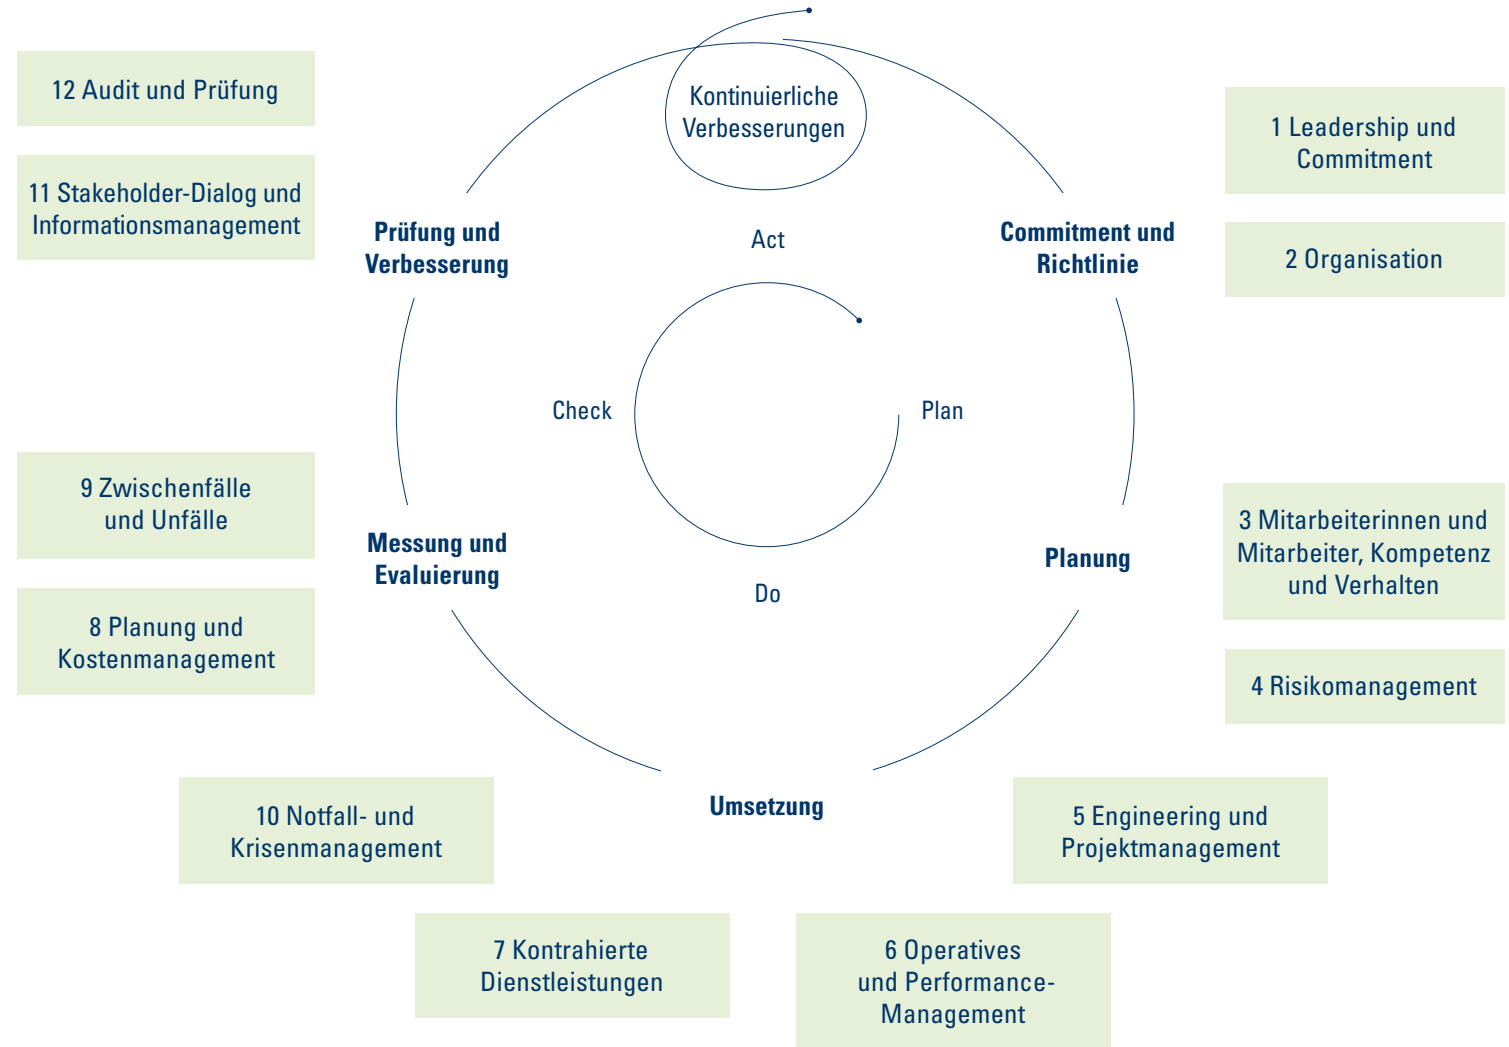 Kontinuierliche
Verbesserungen
12 Audit und Prüfung
11 Stakeholder-Dialog und
Informationsmanagement
1 Leadership und
Commitment
2 Organisation
Prüfung und
Verbesserung
Act
Commitment und
Richtlinie
Check
Plan
9 Zwischenfälle
und Unfälle
8 Planung und
Kostenmanagement
Messung und
Evaluierung
Do
Planung
3 Mitarbeiterinnen und
Mitarbeiter, Kompetenz
und Verhalten
4 Risikomanagement
10 Notfall- und
Krisenmanagement
Umsetzung
5 Engineering und
Projektmanagement
7 Kontrahierte
Dienstleistungen
6 Operatives
und Performance-
Management